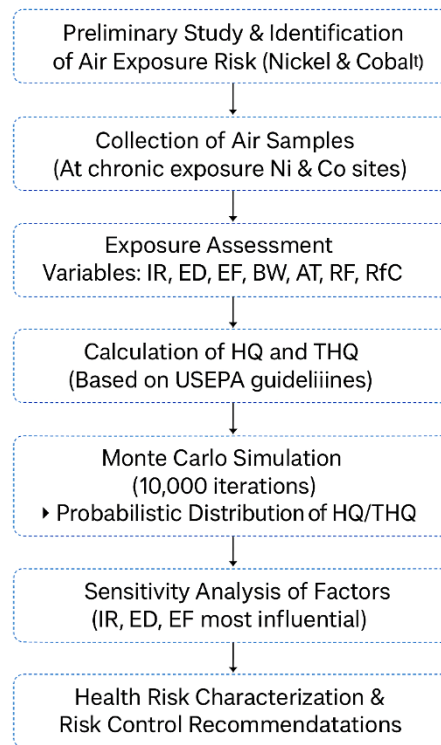 Preliminary Study & Identification
of Air Exposure Risk (Nickel & Cobalt)
Collection of Air Samples
(At chronic exposure Ni & Co sites)
Exposure Assessment
Variables: IR, ED, EF, BW, AT, RF, RfC
Calculation of HQ and THQ
(Based on USEPA guideliiines)
Monte Carlo Simulation
(10,000 iterrations)
‣ Probabilistic Distribution of HQ/THQ
Sensitivity Analysis of Factors
(IR, ED, EF most influential)
Health Risk Characterization &
Risk Control Recommendatations